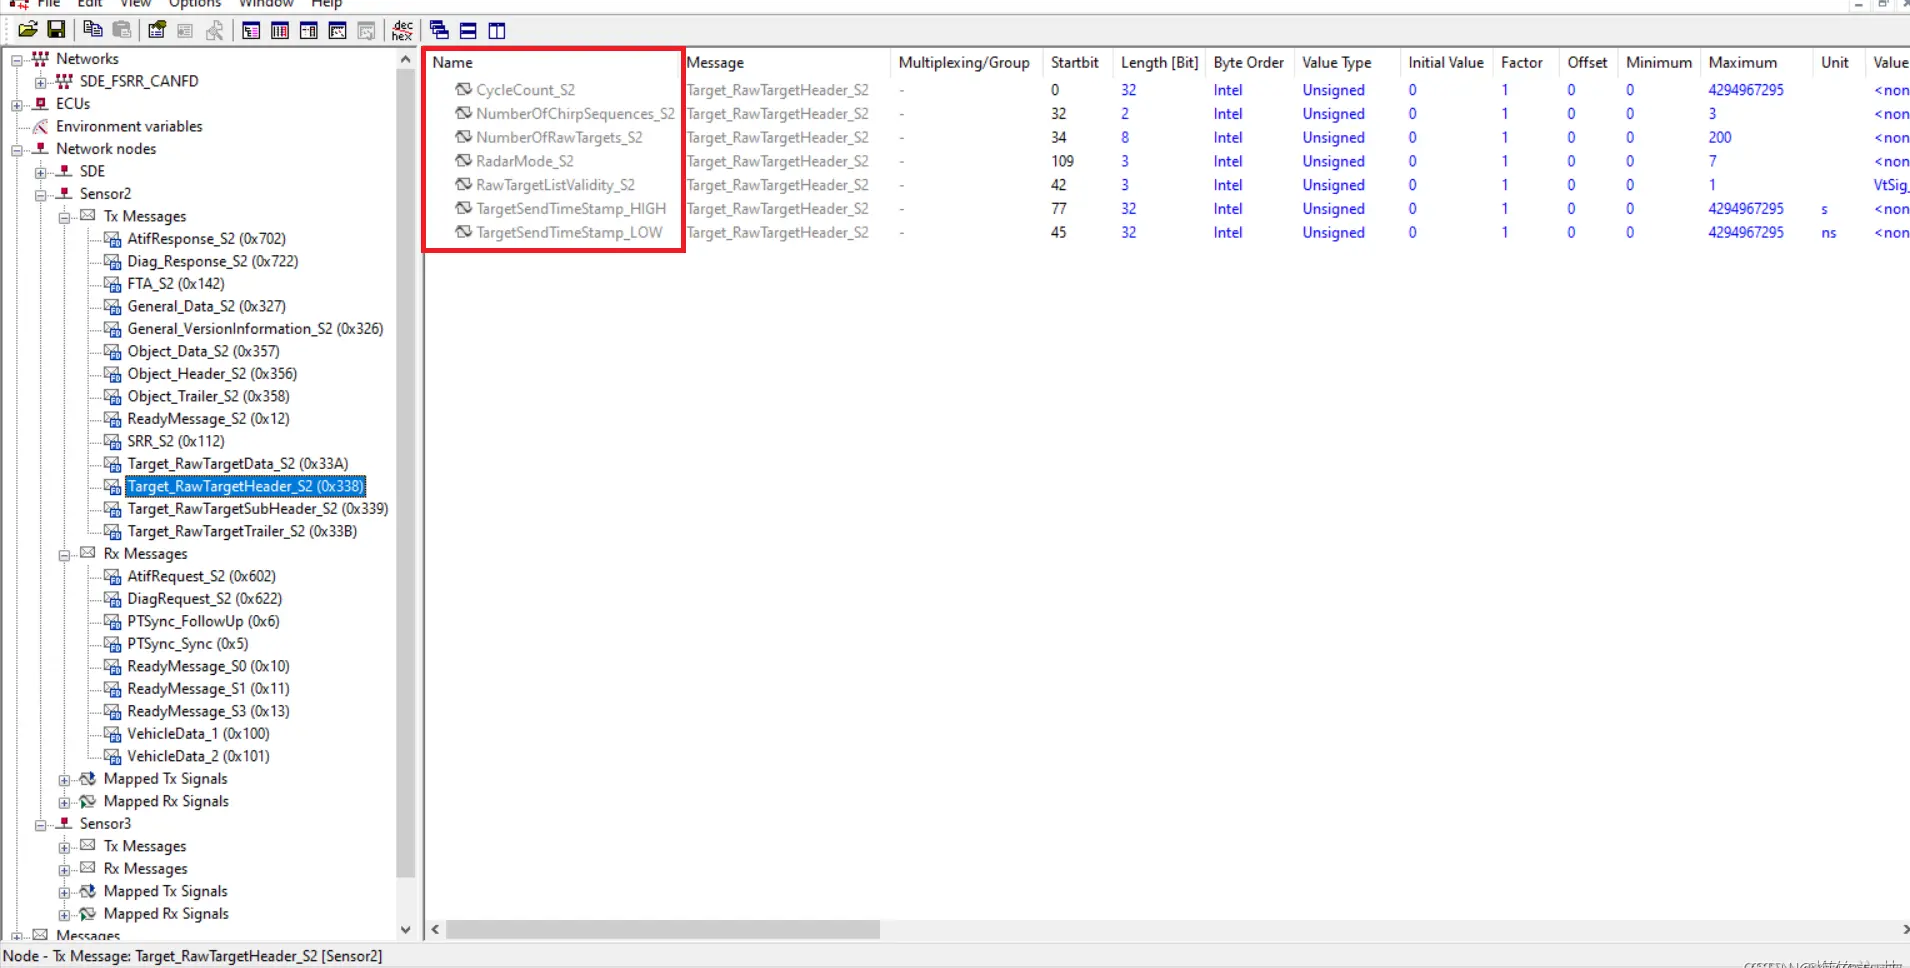 File Edit View Options Window Help
dec
hex
Networks
SDE_FSRR_CANFD
ECUs
Environment variables
Network nodes
SDE
Sensor2
Tx Messages
AtifResponse_S2 (0x702)
Diag_Response_S2 (0x722)
FTA_S2 (0x142)
General_Data_S2 (0x327)
General_VersionInformation_S2 (0x326)
Object_Data_S2 (0x357)
Object_Header_S2 (0x356)
Object_Trailer_S2 (0x358)
ReadyMessage_S2 (0x12)
SRR_S2 (0x112)
Target_RawTargetData_S2 (0x33A)
Target_RawTargetHeader_S2 (0x338)
Target_RawTargetSubHeader_S2 (0x339)
Target_RawTargetTrailer_S2 (0x33B)
Rx Messages
AtifRequest_S2 (0x602)
DiagRequest_S2 (0x622)
PTSync_FollowUp (0x6)
PTSync_Sync (0x5)
ReadyMessage_S0 (0x10)
ReadyMessage_S1 (0x11)
ReadyMessage_S3 (0x13)
VehicleData_1 (0x100)
VehicleData_2 (0x101)
Mapped Tx Signals
Mapped Rx Signals
Sensor3
Tx Messages
Rx Messages
Mapped Tx Signals
Mapped Rx Signals
Messages
Name Message Multiplexing/Group Startbit Length [Bit] Byte Order Value Type Initial Value Factor Offset Minimum Maximum Unit Value
CycleCount_S2 Target_RawTargetHeader_S2 - 0 32 Intel Unsigned 0 1 0 0 4294967295 <non
NumberOfChirpSequences_S2 Target_RawTargetHeader_S2 - 32 2 Intel Unsigned 0 1 0 0 3 <non
NumberOfRawTargets_S2 Target_RawTargetHeader_S2 - 34 8 Intel Unsigned 0 1 0 0 200 <non
RadarMode_S2 Target_RawTargetHeader_S2 - 109 3 Intel Unsigned 0 1 0 0 7 <non
RawTargetListValidity_S2 Target_RawTargetHeader_S2 - 42 3 Intel Unsigned 0 1 0 0 1 VtSig_
TargetSendTimeStamp_HIGH Target_RawTargetHeader_S2 - 77 32 Intel Unsigned 0 1 0 0 4294967295 s <non
TargetSendTimeStamp_LOW Target_RawTargetHeader_S2 - 45 32 Intel Unsigned 0 1 0 0 4294967295 ns <non
Node - Tx Message: Target_RawTargetHeader_S2 [Sensor2]